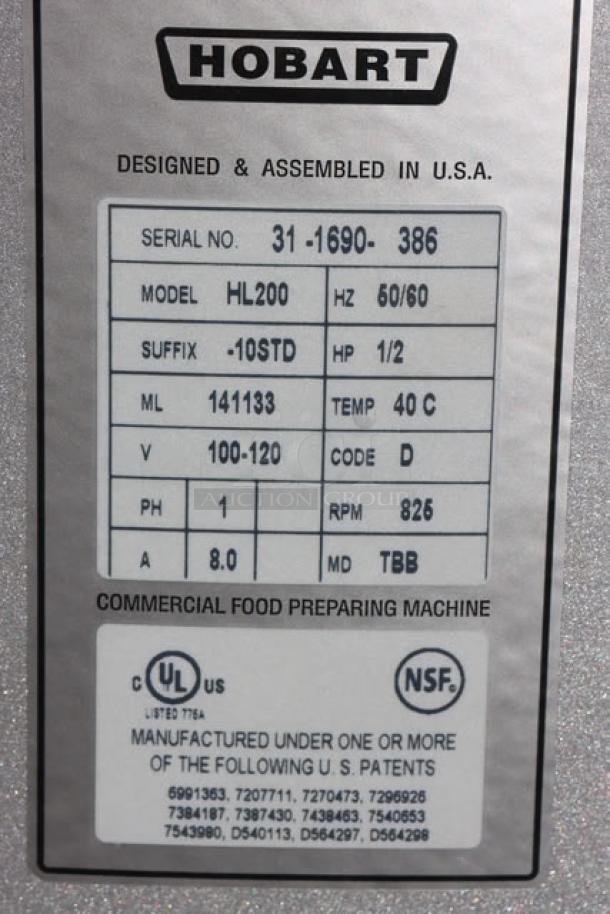 HOBART
DESIGNED & ASSEMBLED IN U.S.A.
SERIAL NO. 31-1690- 386
MODEL HL200 HZ 50/60
SUFFIX -10STD HP 1/2
ML 141133 TEMP 40 C
V 100-120 CODE D
PH 1 RPM 825
A 8.0 MD TBB
AUCTION GROUP
COMMERCIAL FOOD PREPARING MACHINE
C UL US NSF
LISTED 776A
MANUFACTURED UNDER ONE OR MORE
OF THE FOLLOWING U.S. PATENTS
6991363, 7207711, 7270473, 7296926
7384187, 7387430, 7438463, 7540653
7543980, D540113, D564297, D564298